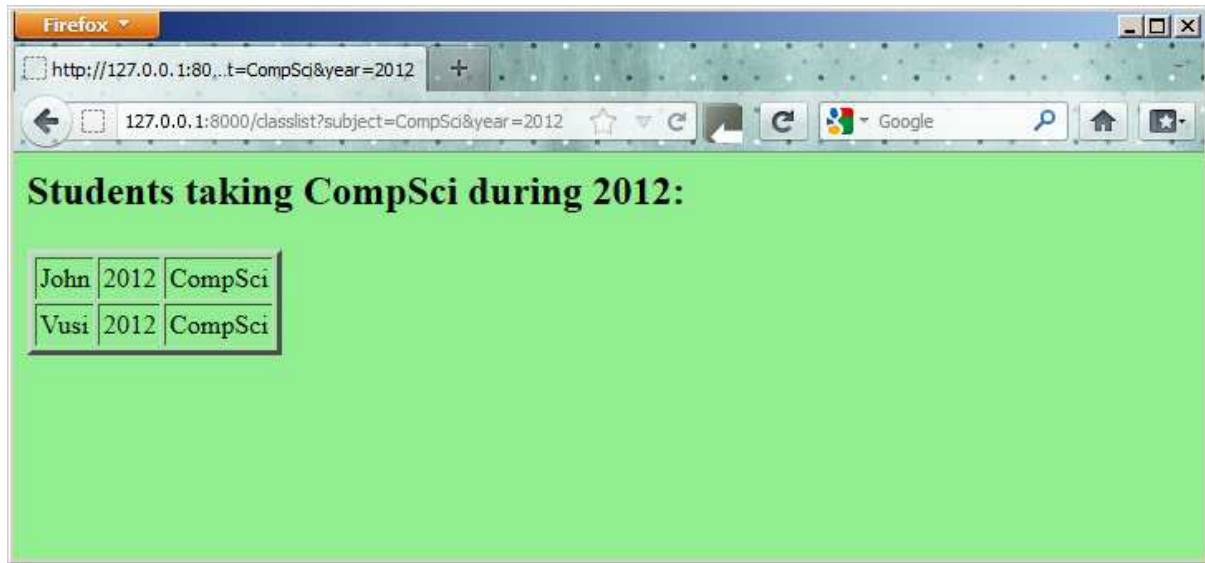 Firefox
http://127.0.0.1:80...t=CompSci&year=2012
127.0.0.1:8000/classlist?subject=CompSci&year=2012
Google
Students taking CompSci during 2012:
John 2012 CompSci
Vusi 2012 CompSci